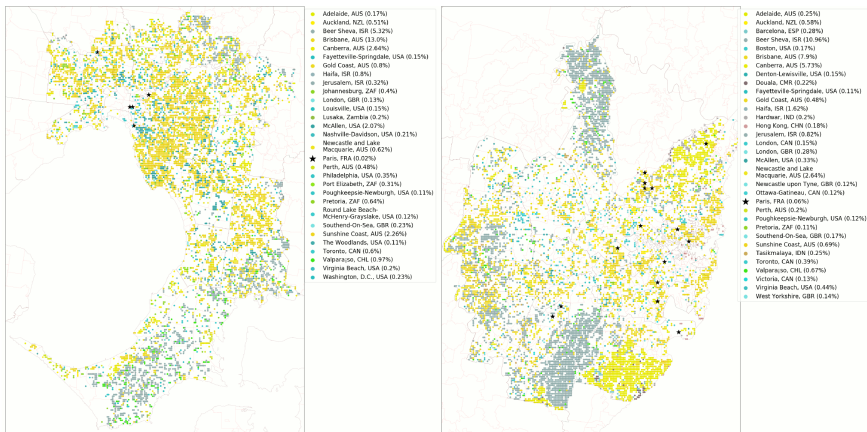 Adelaide, AUS (0.17%)
Auckland, NZL (0.51%)
Beer Sheva, ISR (5.32%)
Brisbane, AUS (13.0%)
Canberra, AUS (2.64%)
Fayetteville-Springdale, USA (0.15%)
Gold Coast, AUS (0.8%)
Haifa, ISR (0.8%)
Jerusalem, ISR (0.32%)
Johannesburg, ZAF (0.4%)
London, GBR (0.13%)
Louisville, USA (0.15%)
Lusaka, Zambia (0.2%)
McAllen, USA (2.07%)
Nashville-Davidson, USA (0.21%)
Newcastle and Lake
Macquarie, AUS (0.62%)
Paris, FRA (0.02%)
Perth, AUS (0.48%)
Philadelphia, USA (0.35%)
Port Elizabeth, ZAF (0.31%)
Poughkeepsie-Newburgh, USA (0.11%)
Pretoria, ZAF (0.64%)
Round Lake Beach-
McHenry-Grayslake, USA (0.12%)
Southend-On-Sea, GBR (0.23%)
Sunshine Coast, AUS (2.26%)
The Woodlands, USA (0.11%)
Toronto, CAN (0.6%)
Valparaiso, CHL (0.97%)
Virginia Beach, USA (0.2%)
Washington, D.C., USA (0.23%)
Adelaide, AUS (0.25%)
Auckland, NZL (0.58%)
Barcelona, ESP (0.28%)
Beer Sheva, ISR (10.96%)
Boston, USA (0.17%)
Brisbane, AUS (7.9%)
Canberra, AUS (5.73%)
Denton-Lewisville, USA (0.15%)
Douala, CMR (0.22%)
Fayetteville-Springdale, USA (0.11%)
Gold Coast, AUS (0.48%)
Haifa, ISR (1.62%)
Hardwar, IND (0.2%)
Hong Kong, CHN (0.18%)
Jerusalem, ISR (0.82%)
London, CAN (0.15%)
London, GBR (0.28%)
McAllen, USA (0.33%)
Newcastle and Lake
Macquarie, AUS (2.64%)
Newcastle upon Tyne, GBR (0.12%)
Ottawa-Gatineau, CAN (0.12%)
Paris, FRA (0.06%)
Perth, AUS (0.2%)
Poughkeepsie-Newburgh, USA (0.12%)
Pretoria, ZAF (0.11%)
Southend-On-Sea, GBR (0.17%)
Sunshine Coast, AUS (0.69%)
Tasikmalaya, IDN (0.25%)
Toronto, CAN (0.39%)
Valparaiso, CHL (0.67%)
Victoria, CAN (0.13%)
Virginia Beach, USA (0.44%)
West Yorkshire, GBR (0.14%)